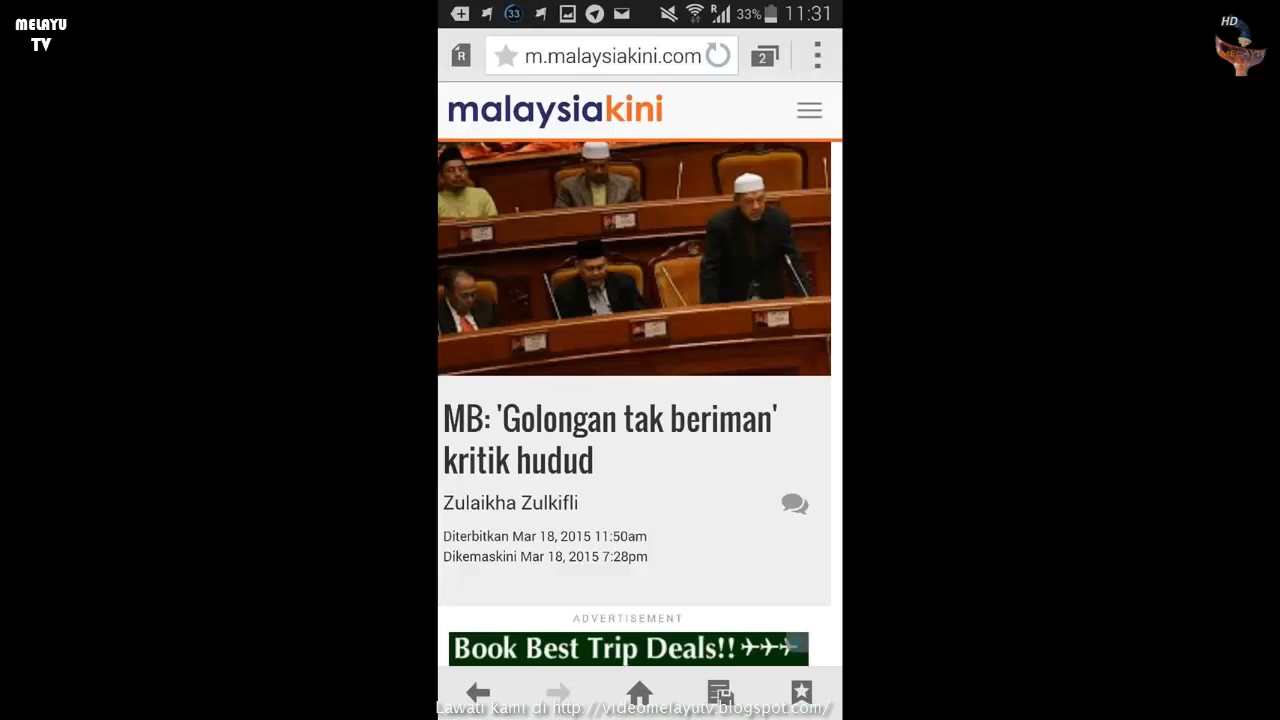 MELAYU
TV
HD
MELAYU
33
R
33%
11:31
R
m.malaysiakini.com
2
malaysiakini
MB: 'Golongan tak beriman'
kritik hudud
Zulaikha Zulkifli
Diterbitkan Mar 18, 2015 11:50am
Dikemaskini Mar 18, 2015 7:28pm
ADVERTISEMENT
Book Best Trip Deals!!
Lawati kami di http://videomelayutv.blogspot.com/